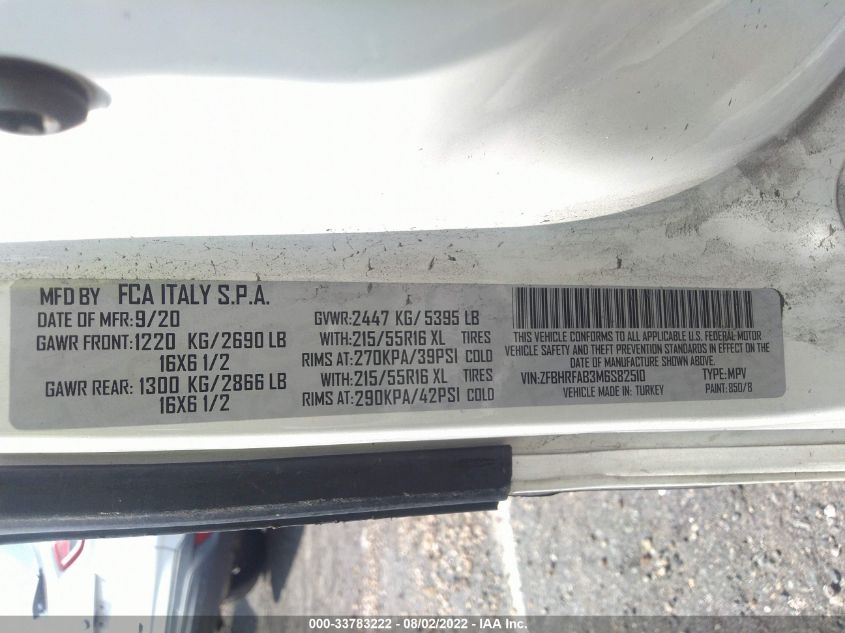 MFD BY FCA ITALY S.P.A.
DATE OF MFR:9/20 GVWR:2447 KG/ 5395 LB
GAWR FRONT:1220 KG/2690 LB WITH:215/55R16 XL TIRES
16X6 1/2 RIMS AT:270KPA/39PSI COLD
GAWR REAR:1300 KG/2866 LB WITH:215/55R16 XL TIRES
16X6 1/2 RIMS AT:290KPA/42PSI COLD
THIS VEHICLE CONFORMS TO ALL APPLICABLE U.S. FEDERAL-MOTOR
VEHICLE SAFETY AND THEFT PREVENTION STANDARDS IN EFFECT ON THE
DATE OF MANUFACTURE SHOWN ABOVE.
VIN:ZFBHRFAB3M6S82510 TYPE:MPV
VEHICLE MADE IN: TURKEY PAINT: 850/B
000-33783222 - 08/02/2022 - IAA Inc.